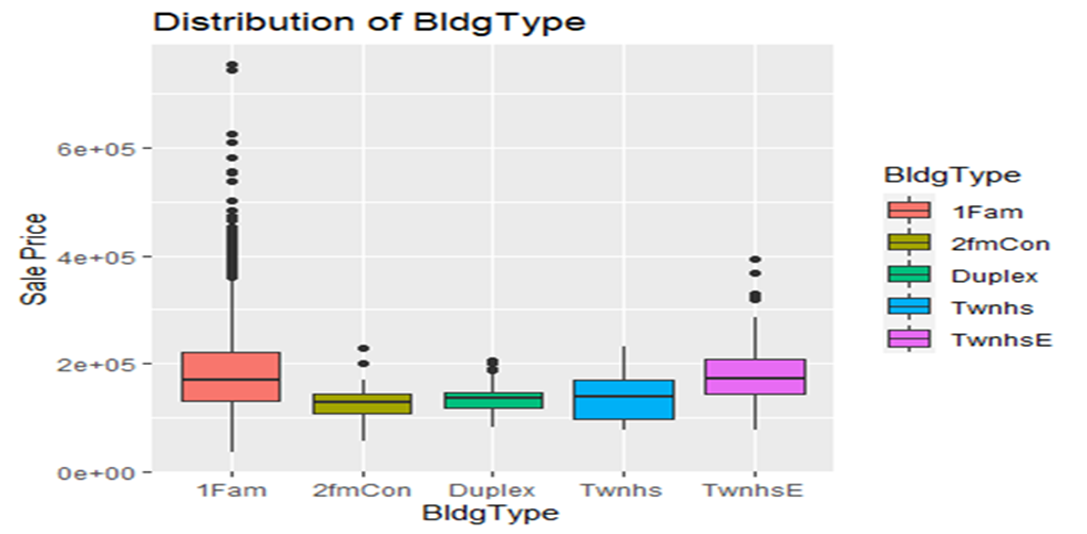 Distribution of BldgType
Sale Price
6e+05
4e+05
2e+05
0e+00
1Fam 2fmCon Duplex Twnhs TwnhsE
BldgType
BldgType
1Fam
2fmCon
Duplex
Twnhs
TwnhsE